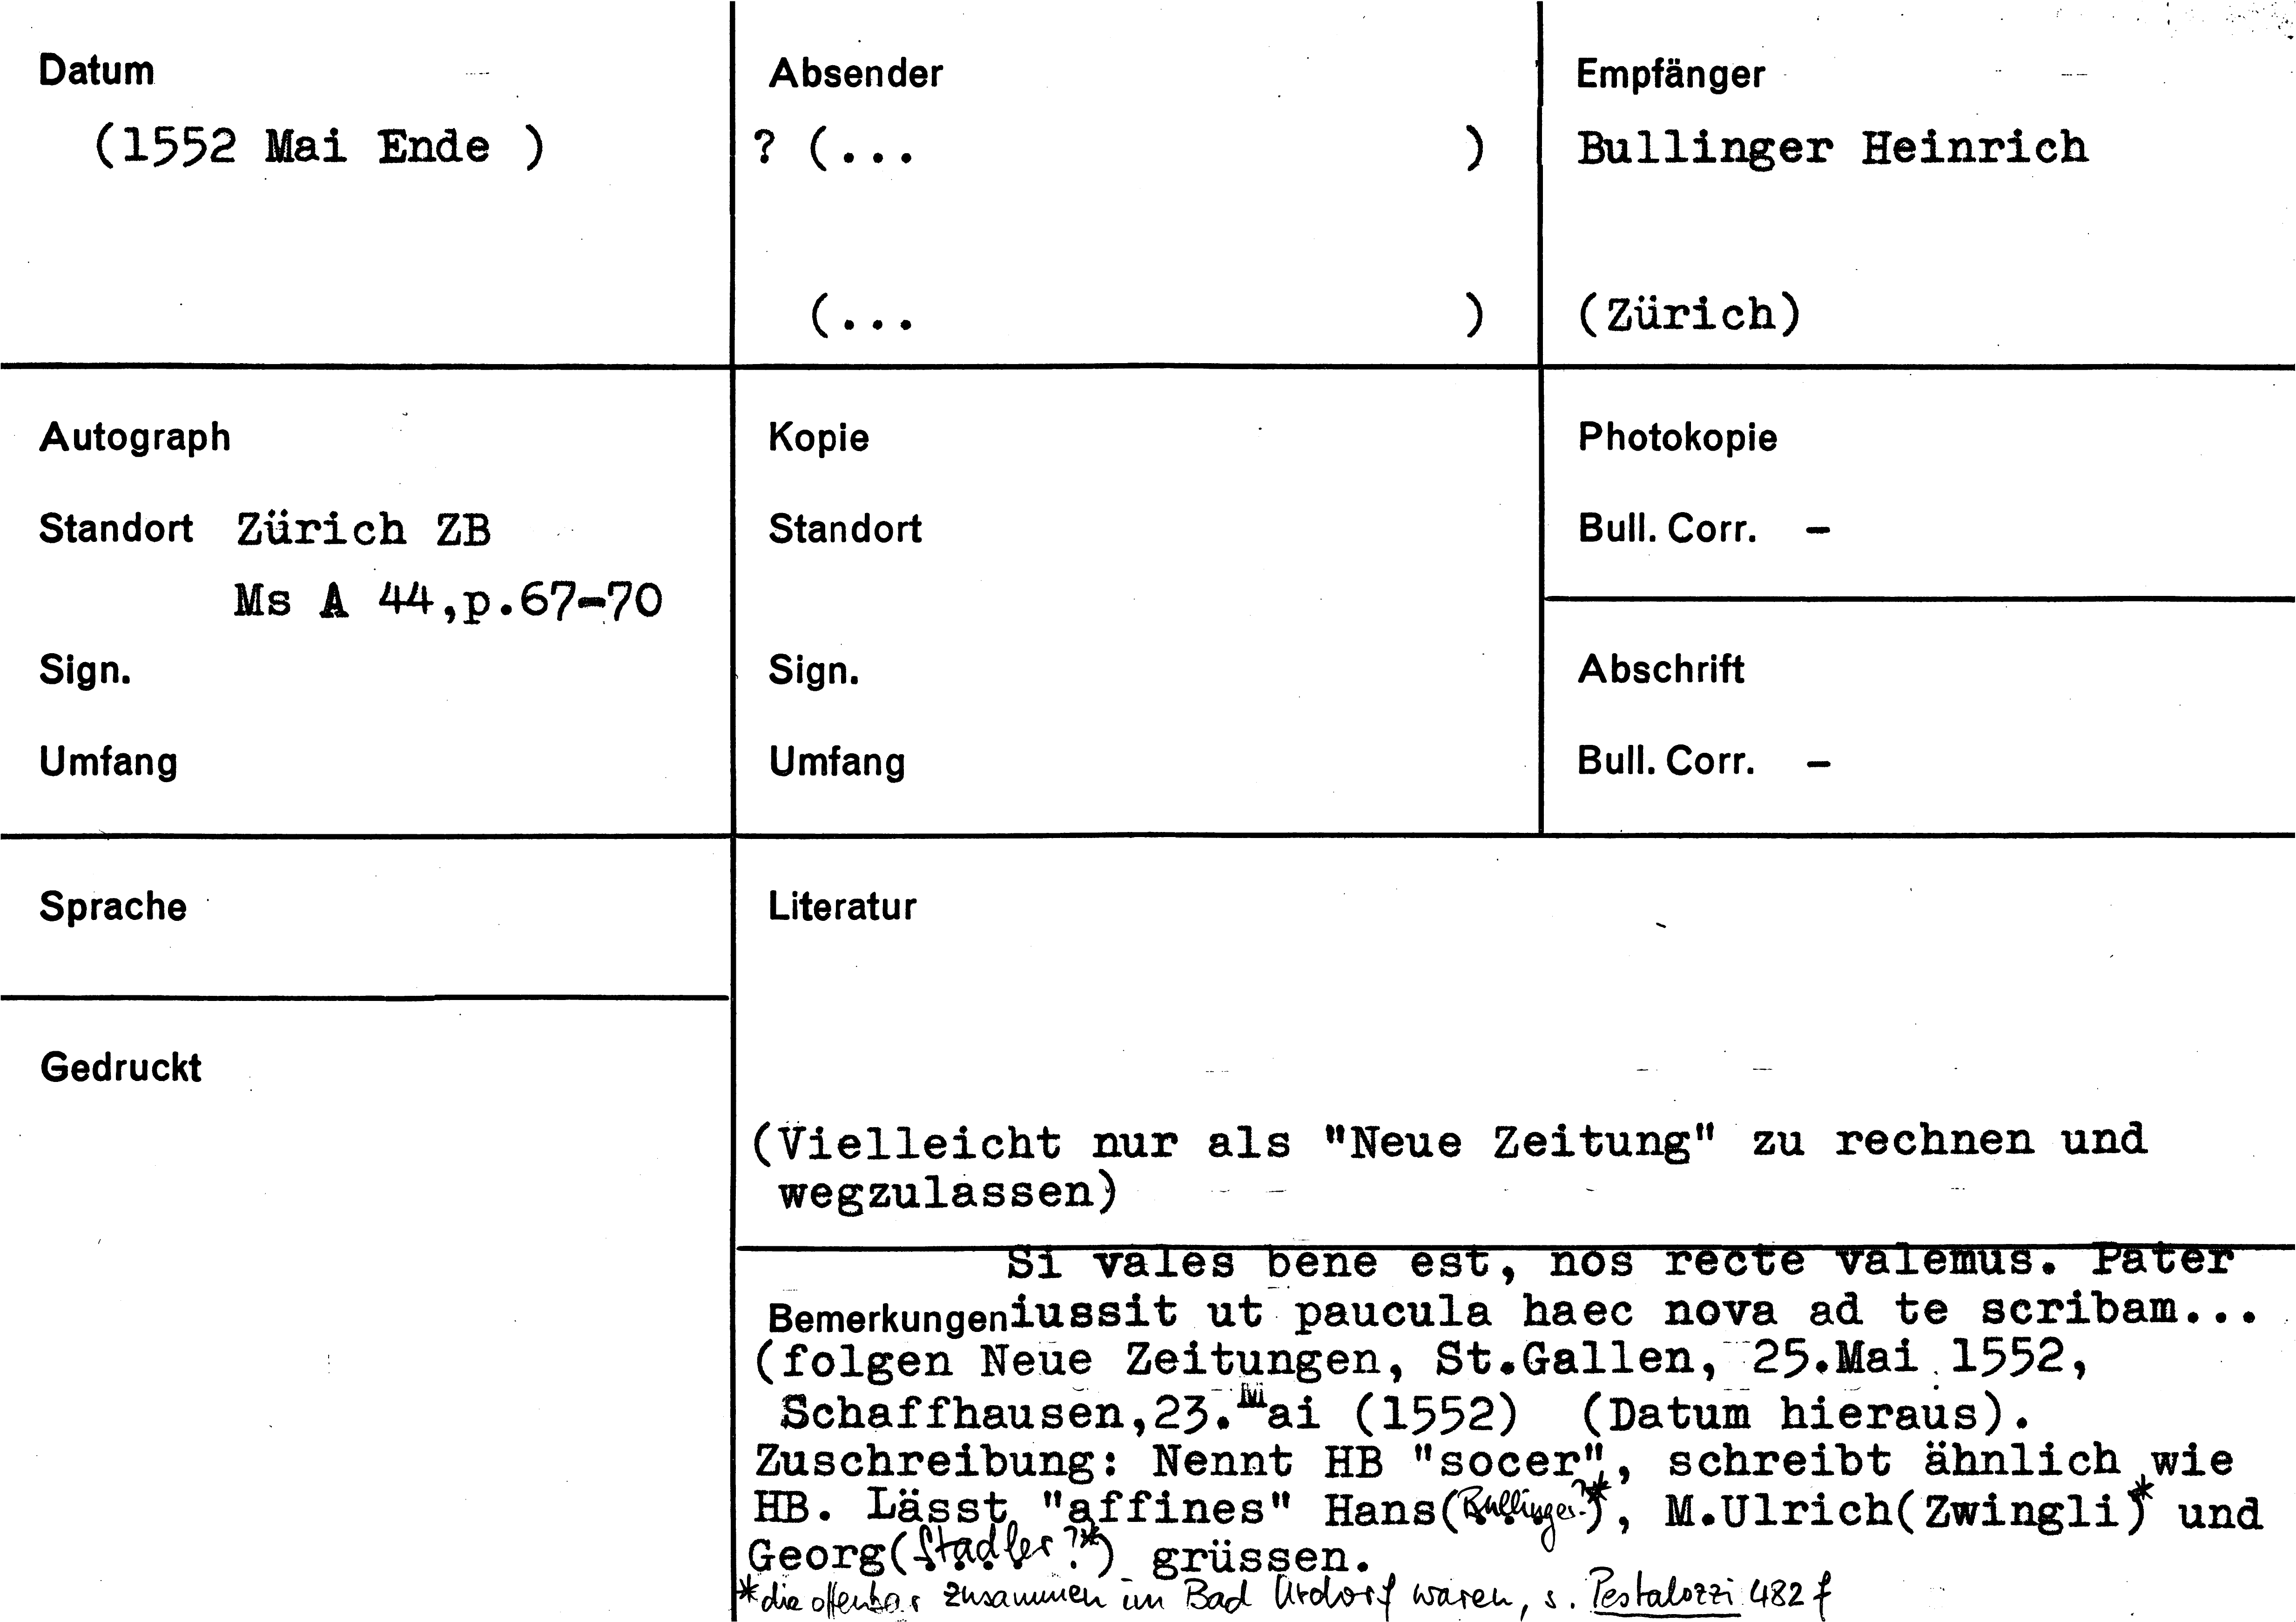 Datum
(1552 Mai Ende )
Absender
? (... )
(... )
Empfänger
Bullinger Heinrich
(Zürich)
Autograph
Standort Zürich ZB
Ms A 44,p.67-70
Sign.
Umfang
Kopie
Standort
Sign.
Umfang
Photokopie
Bull. Corr. -
Abschrift
Bull. Corr. -
Sprache
Gedruckt
Literatur
(Vielleicht nur als "Neue Zeitung" zu rechnen und
wegzulassen)
Si vales bene est, nos recte valemus. Pater
Bemerkungen iussit ut paucula haec nova ad te scribam...
(folgen Neue Zeitungen, St.Gallen, 25.Mai 1552,
Schaffhausen,23.Mai (1552) (Datum hieraus).
Zuschreibung: Nennt HB "socer", schreibt ähnlich wie
HB. Lässt "affines" Hans(Bullinger?*), M.Ulrich(Zwingli)* und
Georg(Stadler?*) grüssen.
*die offenbar zusammen im Bad Urdorf waren, s. Pestalozzi 482 f